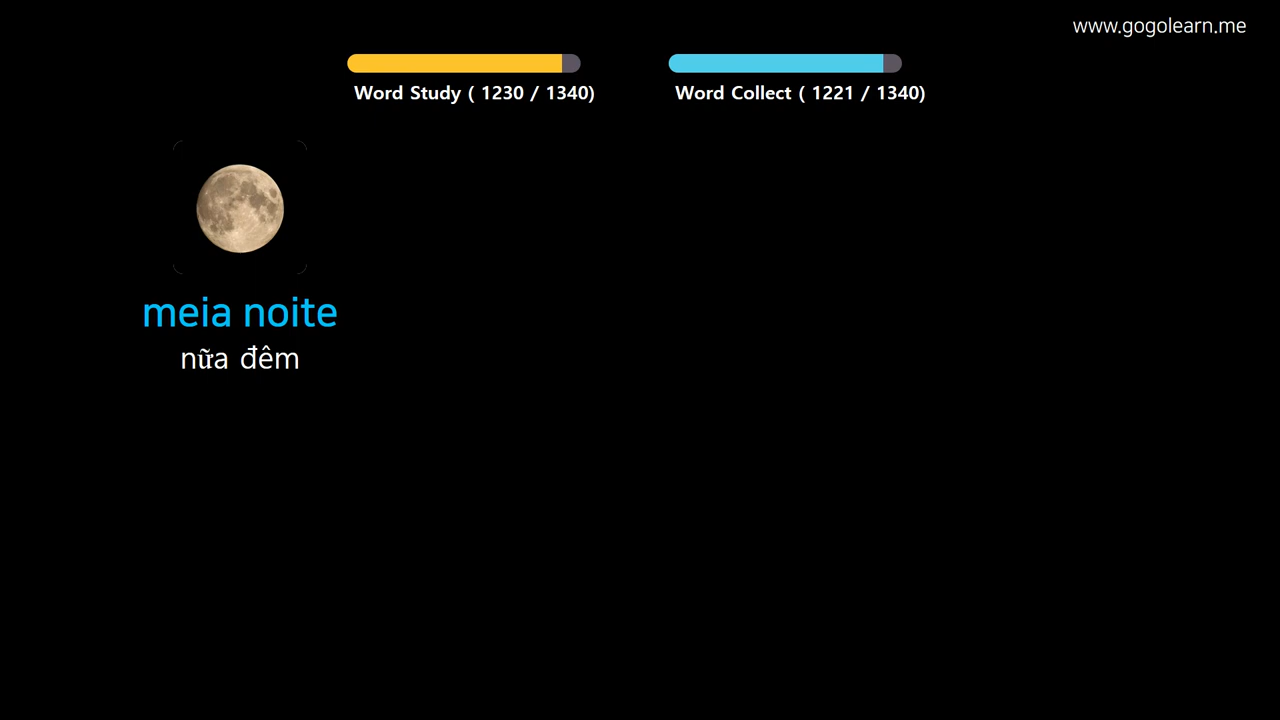 www.gogolearn.me
Word Study ( 1230 / 1340)
Word Collect ( 1221 / 1340)
meia noite
nữa đêm